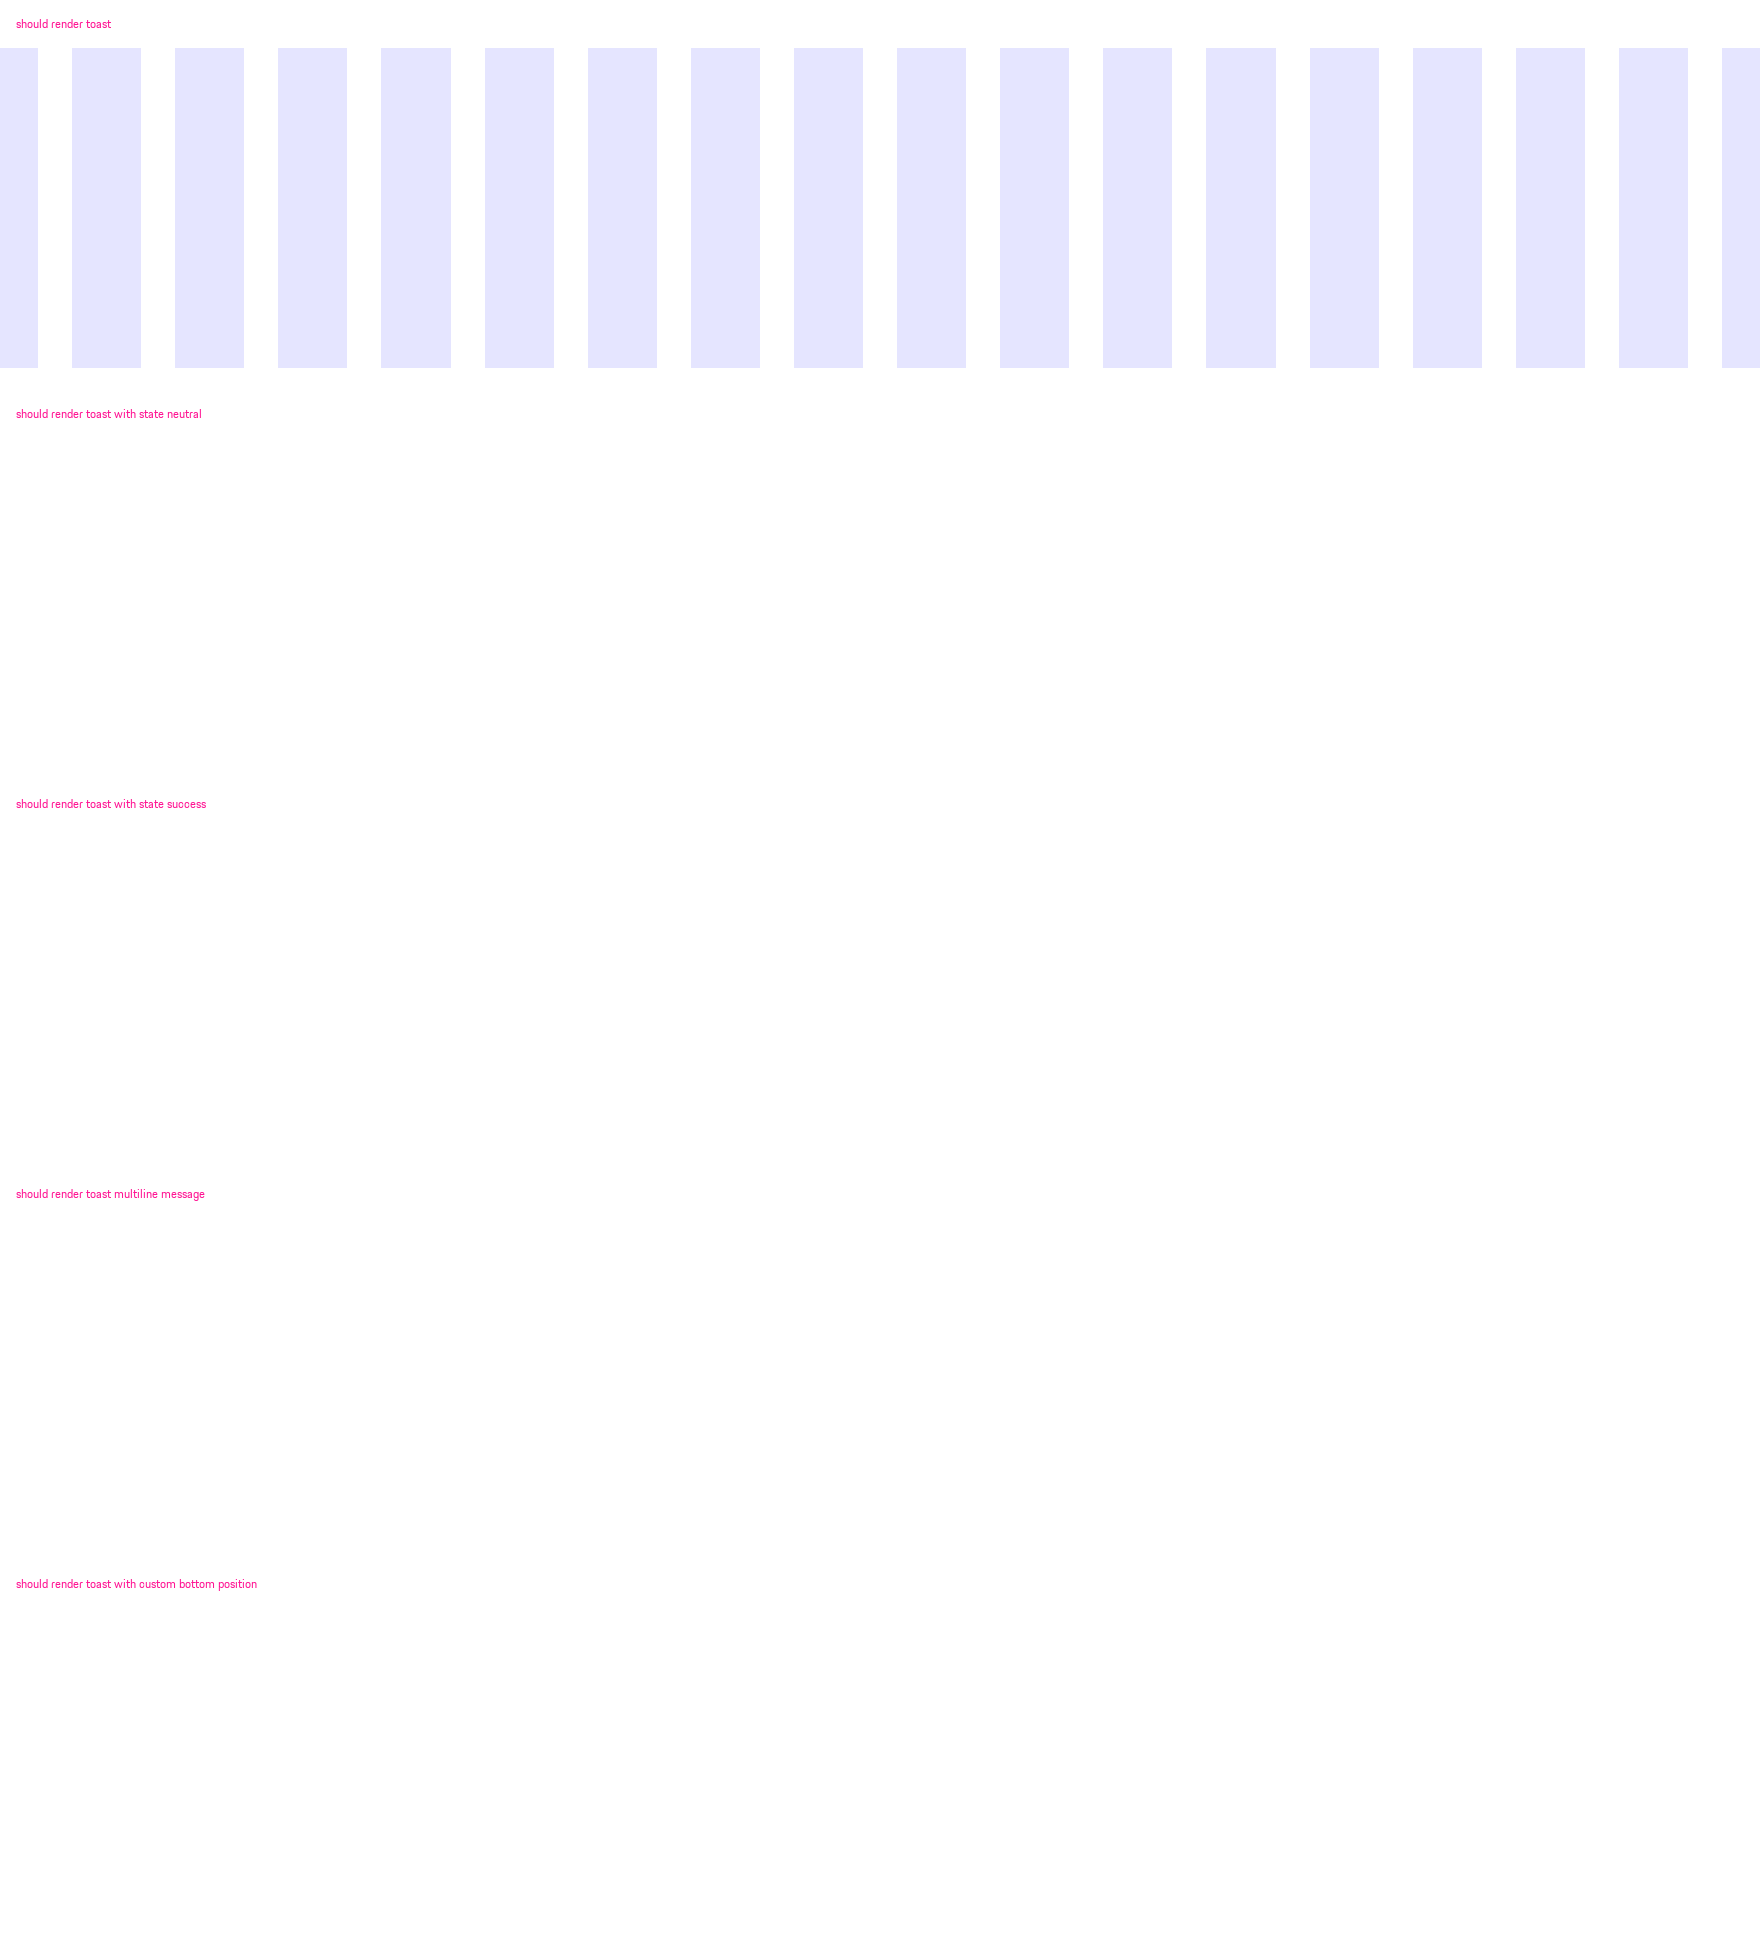 should render toast
should render toast with state neutral
should render toast with state success
should render toast multiline message
should render toast with custom bottom position